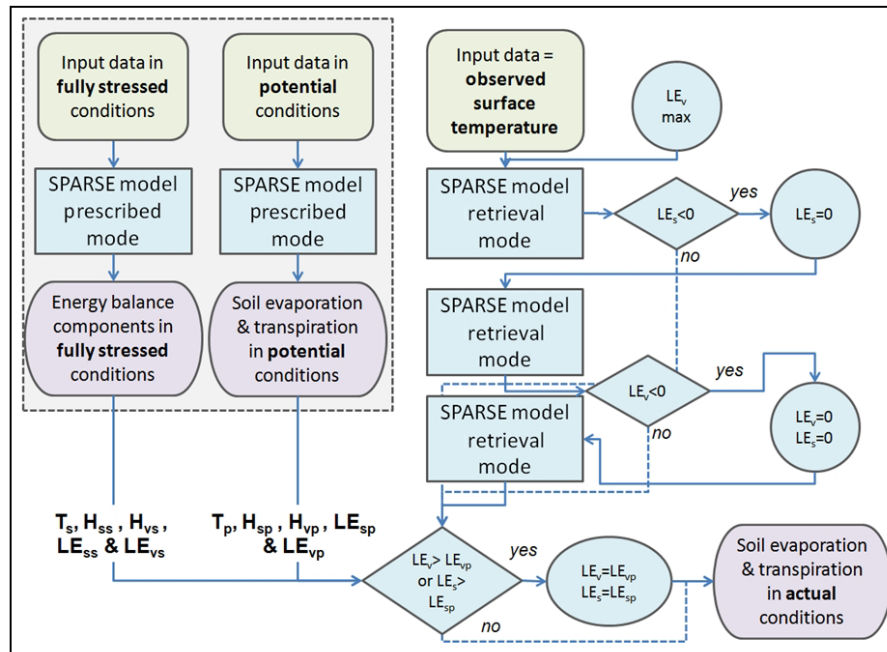 Input data in
fully stressed
conditions
Input data in
potential
conditions
Input data =
observed
surface
temperature
LEv
max
SPARSE model
prescribed
mode
SPARSE model
prescribed
mode
SPARSE model
retrieval
mode
LEs<0
yes
LEs=0
no
Energy balance
components in
fully stressed
conditions
Soil evaporation
& transpiration
in potential
conditions
SPARSE model
retrieval
mode
LEv<0
yes
LEv=0
LEs=0
no
SPARSE model
retrieval
mode
Ts, Hss , Hvs ,
LEss & LEvs
Tp, Hsp, Hvp, LEsp
& LEvp
LEv> LEvp
or LEs>
LEsp
yes
LEv=LEvp
LEs=LEsp
no
Soil evaporation
& transpiration
in actual
conditions